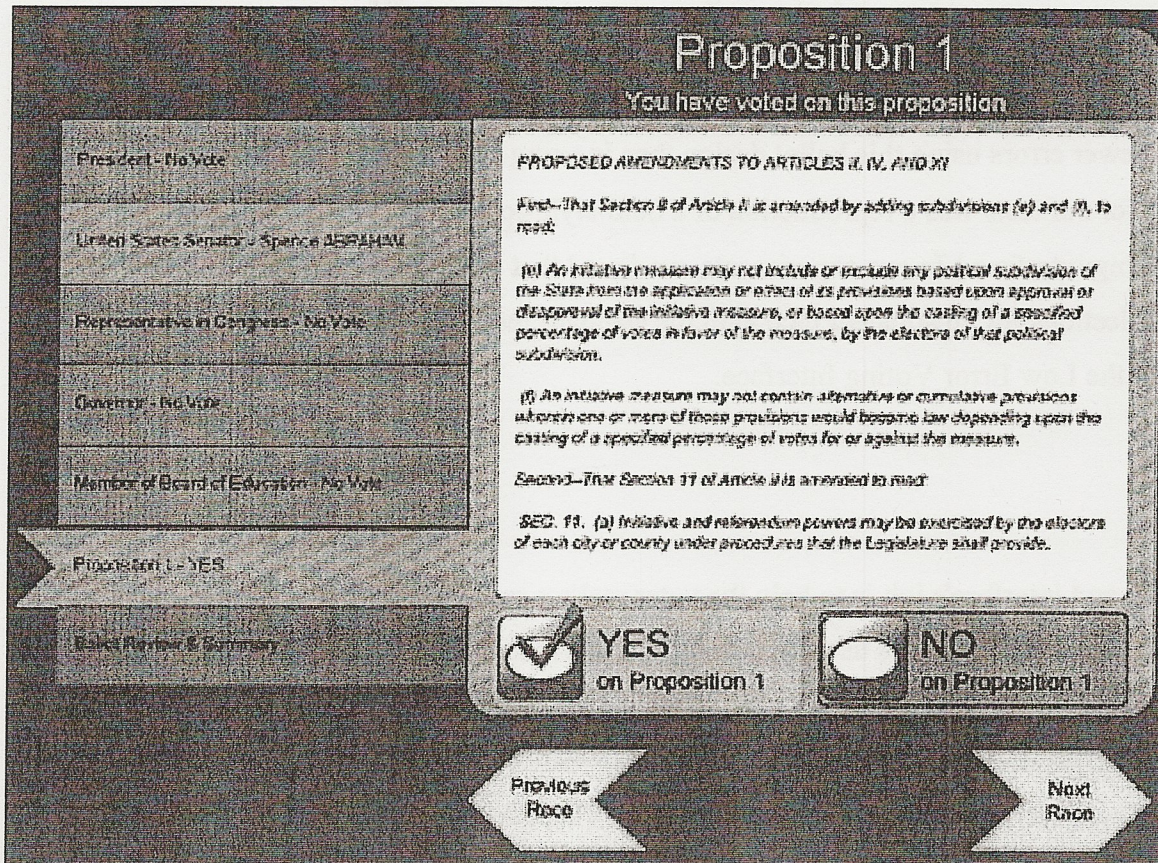 Proposition 1
You have voted on this proposition
President - No Vote
United States Senator - Spence ABRAHAM
Representative in Congress - No Vote
Governor - No Vote
Member of Board of Education - No Vote
Proposition 1 - YES
Ballot Review & Summary
PROPOSED AMENDMENTS TO ARTICLES II, IV, AND XI
First--That Section 8 of Article II is amended by adding subdivisions (e) and (f), to
read:
(e) An initiative measure may not include or exclude any political subdivision of
the State from the application or effect of its provisions based upon approval or
disapproval of the initiative measure, or based upon the casting of a specified
percentage of votes in favor of the measure, by the electors of that political
subdivision.
(f) An initiative measure may not contain alternative or cumulative provisions
wherein one or more of those provisions would become law depending upon the
casting of a specified percentage of votes for or against the measure.
Second--That Section 11 of Article II is amended to read:
SEC. 11. (a) Initiative and referendum powers may be exercised by the electors
of each city or county under procedures that the Legislature shall provide.
YES
on Proposition 1
NO
on Proposition 1
Previous
Race
Next
Race